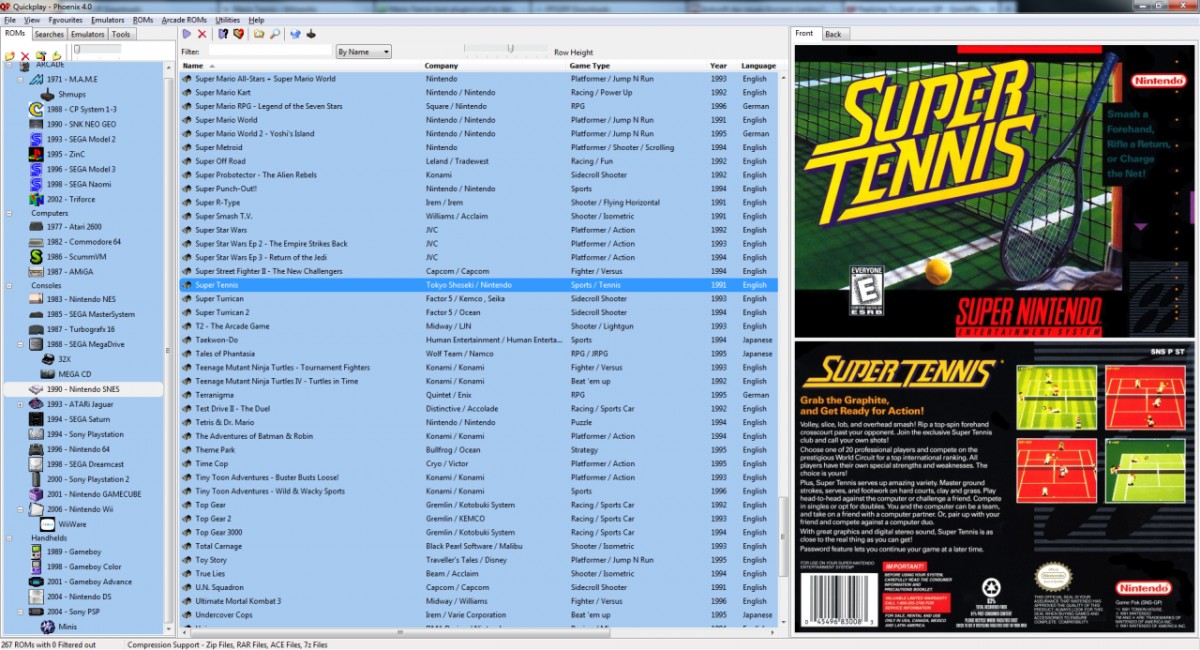 Quickplay - Phoenix 4.0
File View Favourites Emulators ROMs Arcade ROMs Utilities Help
ROMs Searches Emulators Tools
Filter: By Name Row Height
ARCADE
1971 - M.A.M.E
Shmups
1988 - CP System 1-3
1990 - SNK NEO GEO
1993 - SEGA Model 2
1995 - ZinC
1996 - SEGA Model 3
1998 - SEGA Naomi
2002 - Triforce
Computers
1977 - Atari 2600
1982 - Commodore 64
1986 - ScummVM
1987 - AMiGA
Consoles
1983 - Nintendo NES
1985 - SEGA MasterSystem
1987 - Turbografx 16
1988 - SEGA MegaDrive
32X
MEGA CD
1990 - Nintendo SNES
1993 - ATARi Jaguar
1994 - SEGA Saturn
1994 - Sony Playstation
1996 - Nintendo 64
1998 - SEGA Dreamcast
2000 - Sony Playstation 2
2001 - Nintendo GAMECUBE
2006 - Nintendo Wii
WiiWare
Handhelds
1989 - Gameboy
1998 - Gameboy Color
2001 - Gameboy Advance
2004 - Nintendo DS
2004 - Sony PSP
Minis
Name Company Game Type Year Language
Super Mario All-Stars + Super Mario World Nintendo Platformer / Jump N Run 1993 English
Super Mario Kart Nintendo / Nintendo Racing / Power Up 1992 English
Super Mario RPG - Legend of the Seven Stars Square / Nintendo RPG 1996 German
Super Mario World Nintendo / Nintendo Platformer / Jump N Run 1991 English
Super Mario World 2 - Yoshi's Island Nintendo / Nintendo Platformer / Jump N Run 1995 German
Super Metroid Nintendo / Nintendo Platformer / Shooter / Scrolling 1994 English
Super Off Road Leland / Tradewest Racing / Fun 1992 English
Super Probotector - The Alien Rebels Konami Sidecroll Shooter 1992 English
Super Punch-Out!! Nintendo / Nintendo Sports 1994 English
Super R-Type Irem / Irem Shooter / Flying Horizontal 1991 English
Super Smash T.V. Williams / Acclaim Shooter / Isometric 1991 English
Super Star Wars JVC Platformer / Action 1992 English
Super Star Wars Ep 2 - The Empire Strikes Back JVC Platformer / Action 1993 English
Super Star Wars Ep 3 - Return of the Jedi JVC Platformer / Action 1994 English
Super Street Fighter II - The New Challengers Capcom / Capcom Fighter / Versus 1994 English
Super Tennis Tokyo Shoseki / Nintendo Sports / Tennis 1991 English
Super Turrican Factor 5 / Kemco , Seika Sidecroll Shooter 1993 English
Super Turrican 2 Factor 5 / Ocean Sidecroll Shooter 1994 English
T2 - The Arcade Game Midway / LJN Shooter / Lightgun 1993 English
Taekwon-Do Human Entertainment / Human Enterta... Sports 1994 Japanese
Tales of Phantasia Wolf Team / Namco RPG / JRPG 1995 Japanese
Teenage Mutant Ninja Turtles - Tournament Fighters Konami / Konami Fighter / Versus 1993 English
Teenage Mutant Ninja Turtles IV - Turtles in Time Konami / Konami Beat 'em up 1992 English
Terranigma Quintet / Enix RPG 1995 German
Test Drive II - The Duel Distinctive / Accolade Racing / Sports Car 1992 English
Tetris & Dr. Mario Nintendo / Nintendo Puzzle 1994 English
The Adventures of Batman & Robin Konami / Konami Platformer / Action 1994 English
Theme Park Bullfrog / Ocean Strategy 1995 English
Time Cop Cryo / Victor Platformer / Action 1995 English
Tiny Toon Adventures - Buster Busts Loose! Konami / Konami Platformer / Action 1993 English
Tiny Toon Adventures - Wild & Wacky Sports Konami / Konami Sports 1996 English
Top Gear Gremlin / Kotobuki System Racing / Sports Car 1992 English
Top Gear 2 Gremlin / KEMCO Racing / Sports Car 1993 English
Top Gear 3000 Gremlin / Kotobuki System Racing / Sports Car 1994 English
Total Carnage Black Pearl Software / Malibu Shooter / Isometric 1993 English
Toy Story Traveller's Tales / Disney Platformer / Jump N Run 1995 English
True Lies Beam / Acclaim Shooter / Isometric 1994 English
U.N. Squadron Capcom / Capcom Sidecroll Shooter 1991 English
Ultimate Mortal Kombat 3 Midway / Williams Fighter / Versus 1996 English
Undercover Cops Irem / Varie Corporation Beat 'em up 1995 Japanese
267 ROMs with 0 Filtered out Compression Support - Zip Files, RAR Files, ACE Files, 7z Files
Front Back
SUPER
TENNIS
Nintendo
Smash a
Forehand,
Rifle a Return,
or Charge
the Net!
EVERYONE
E
ESRB
SUPER NINTENDO
ENTERTAINMENT SYSTEM
SNS P ST
SUPER TENNIS
Grab the Graphite,
and Get Ready for Action!
Volley, slice, lob, and overhead smash! Rip a top-spin forehand
crosscourt past your opponent. Join the exclusive Super Tennis
club and call your own shots!
Choose one of 20 professional players and compete on the
prestigious World Circuit for a top international ranking. All
players have their own special strengths and weaknesses. The
choice is yours!
Plus, Super Tennis serves up amazing variety. Master ground
strokes, serves, and footwork on hard courts, clay and grass. Play
head-to-head against the computer or challenge a friend. Compete
in singles or opt for doubles. You and the computer can be a team,
and take on a friend with a computer partner. Or, pair up with your
friend and compete against a computer duo.
With great graphics and digital stereo sound, Super Tennis is as
close to the real thing as you can get!
Password feature lets you continue your game at a later time.
FOR USE ON YOUR SUPER NINTENDO
ENTERTAINMENT SYSTEM
IMPORTANT!
BEFORE USING YOUR SYSTEM,
CAREFULLY READ THE CONSUMER
INFORMATION AND
PRECAUTIONS BOOKLET.
0 45496 83008 3
Nintendo
Game Pak (SNS-GP)